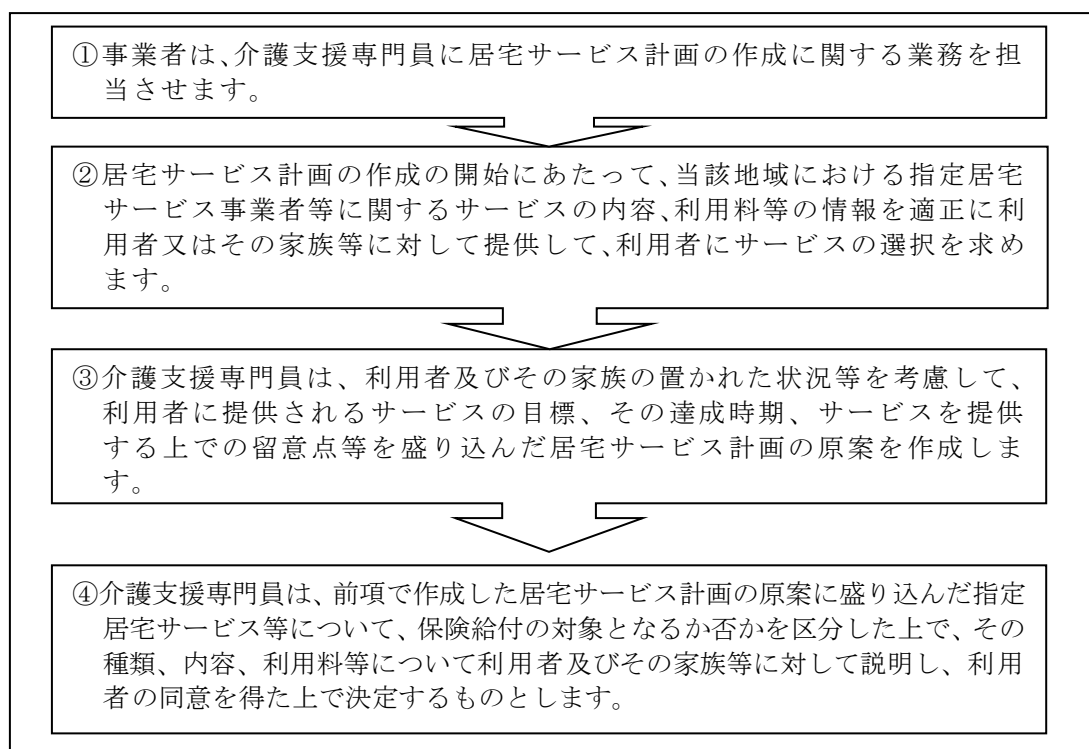 ①事業者は、介護支援専門員に居宅サービス計画の作成に関する業務を担
当させます。
②居宅サービス計画の作成の開始にあたって、当該地域における指定居宅
サービス事業者等に関するサービスの内容、利用料等の情報を適正に利
用者又はその家族等に対して提供して、利用者にサービスの選択を求め
ます。
③介護支援専門員は、利用者及びその家族の置かれた状況等を考慮して、
利用者に提供されるサービスの目標、その達成時期、サービスを提供
する上での留意点等を盛り込んだ居宅サービス計画の原案を作成しま
す。
④介護支援専門員は、前項で作成した居宅サービス計画の原案に盛り込んだ指定
居宅サービス等について、保険給付の対象となるか否かを区分した上で、その
種類、内容、利用料等について利用者及びその家族等に対して説明し、利用
者の同意を得た上で決定するものとします。